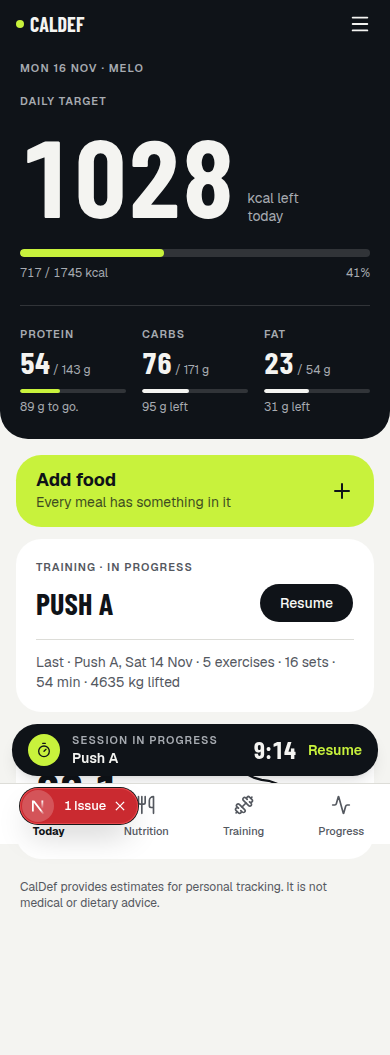 CALDEF
MON 16 NOV · MELO
DAILY TARGET
1028 kcal left
today
717 / 1745 kcal 41%
PROTEIN CARBS FAT
54 / 143 g 76 / 171 g 23 / 54 g
89 g to go. 95 g left 31 g left
Add food
Every meal has something in it
TRAINING · IN PROGRESS
PUSH A Resume
Last · Push A, Sat 14 Nov · 5 exercises · 16 sets ·
54 min · 4635 kg lifted
SESSION IN PROGRESS
Push A 9:14 Resume
N 1 Issue
Today Nutrition Training Progress
CalDef provides estimates for personal tracking. It is not
medical or dietary advice.